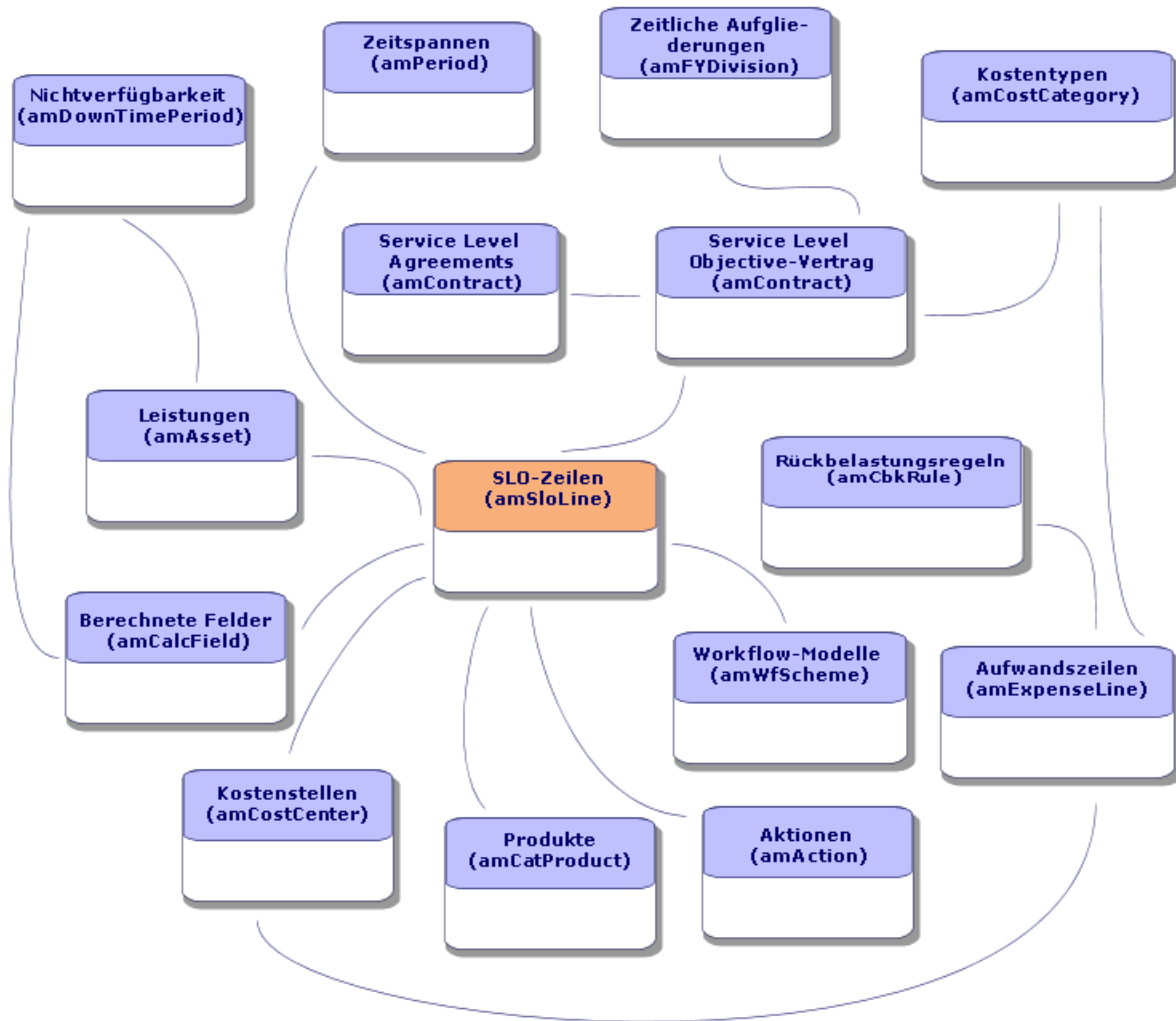 Zeitspannen
(amPeriod)
Zeitliche Aufglie-
derungen
(amFYDivision)
Kostentypen
(amCostCategory)
Nichtverfügbarkeit
(amDownTimePeriod)
Service Level
Agreements
(amContract)
Service Level
Objective-Vertrag
(amContract)
Leistungen
(amAsset)
SLO-Zeilen
(amSloLine)
Rückbelastungsregeln
(amCbkRule)
Berechnete Felder
(amCalcField)
Workflow-Modelle
(amWfScheme)
Aufwandszeilen
(amExpenseLine)
Kostenstellen
(amCostCenter)
Produkte
(amCatProduct)
Aktionen
(amAction)